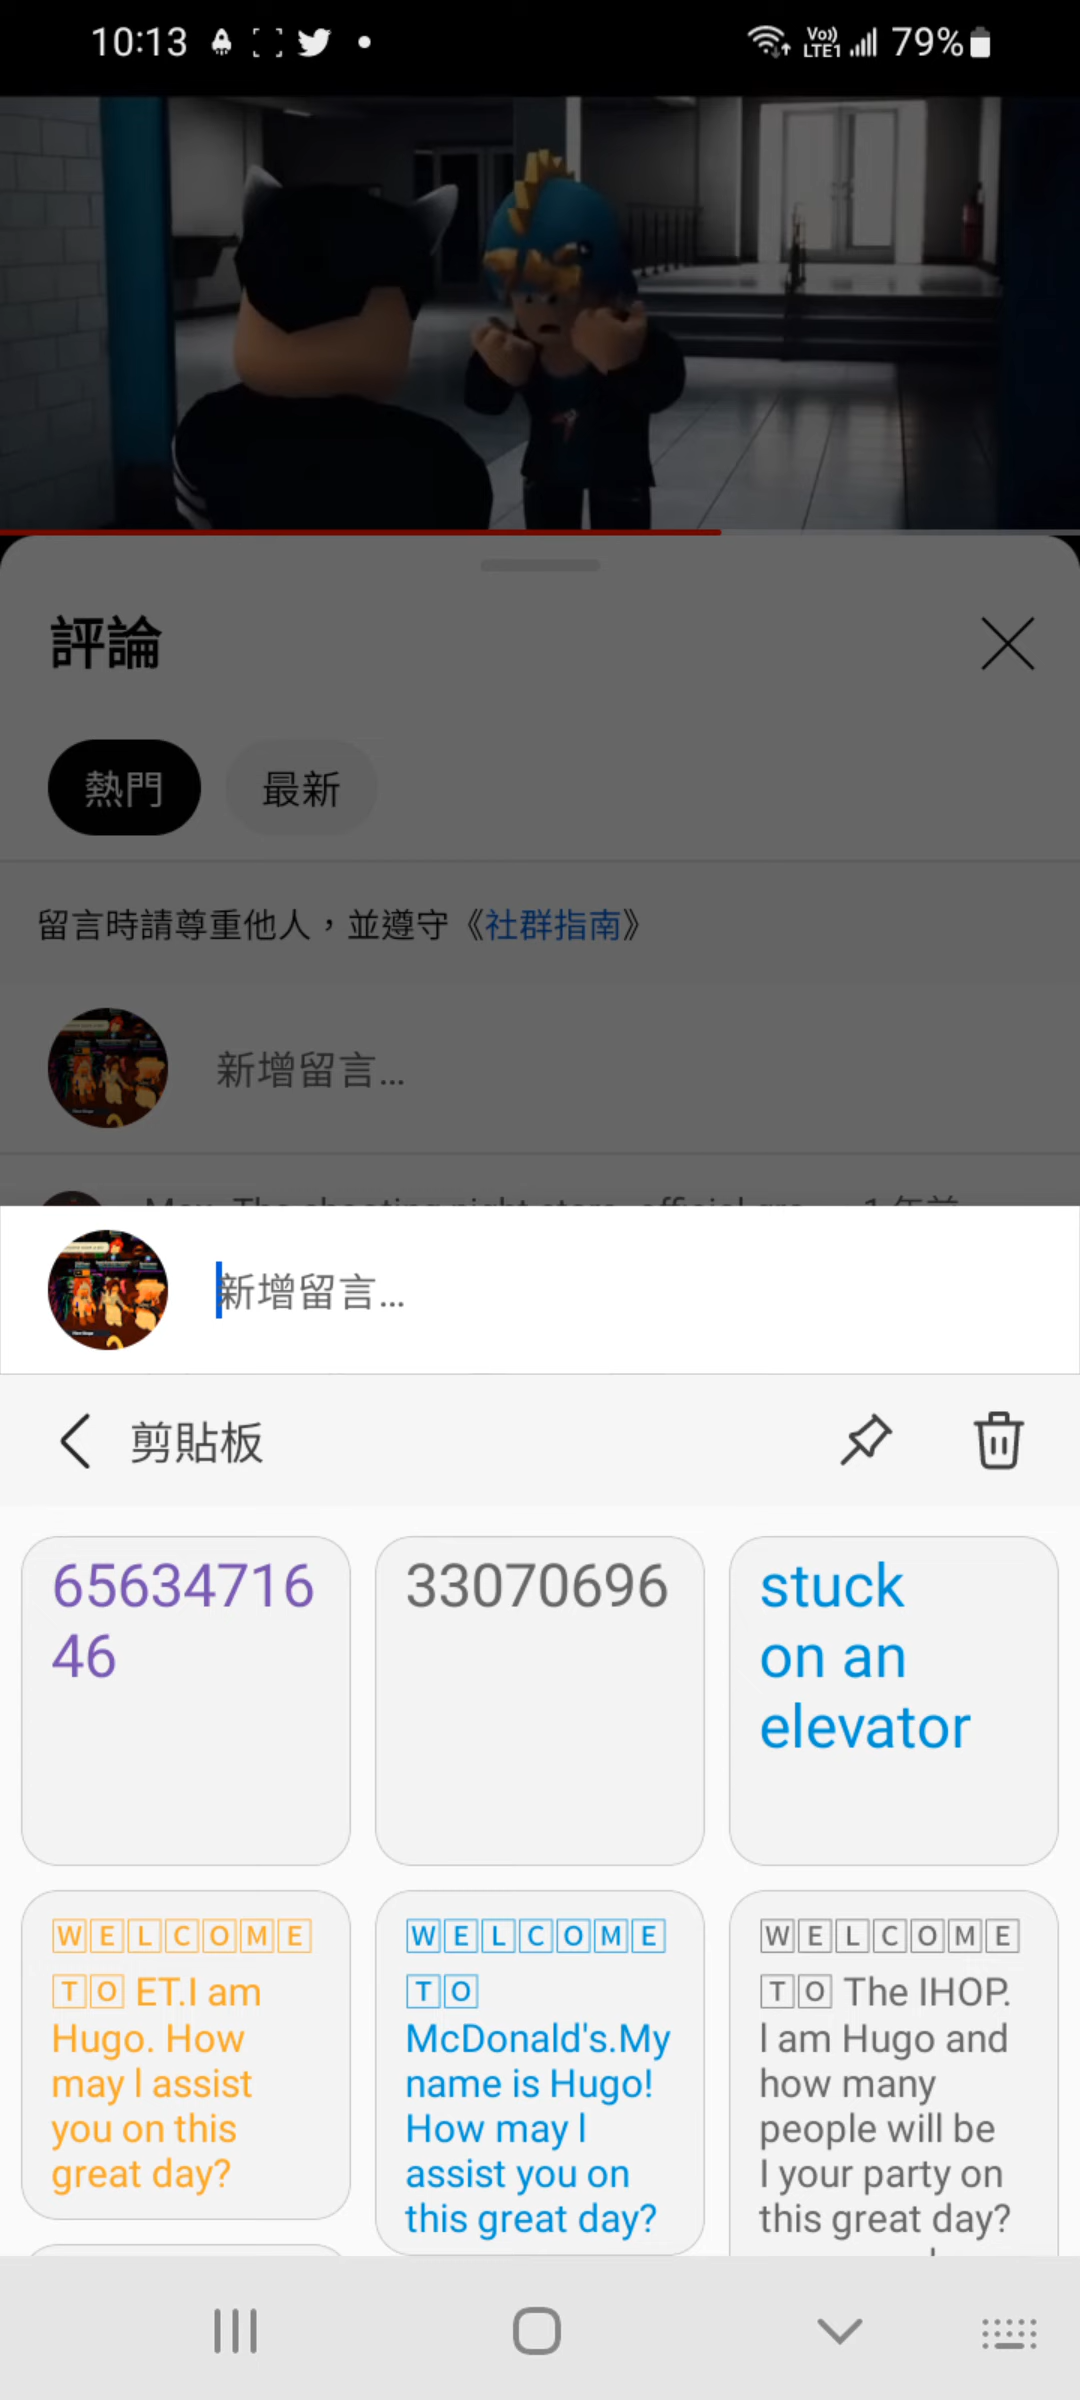 10:13
Vo)) LTE1 79%
評論
熱門 最新
留言時請尊重他人，並遵守《社群指南》
新增留言...
新增留言...
剪貼板
65634716
46
33070696
stuck
on an
elevator
🅆🄴🄻🄲🄾🄼🄴
🅃🄾 ET.I am
Hugo. How
may I assist
you on this
great day?
🅆🄴🄻🄲🄾🄼🄴
🅃🄾
McDonald's.My
name is Hugo!
How may I
assist you on
this great day?
🅆🄴🄻🄲🄾🄼🄴
🅃🄾 The IHOP.
I am Hugo and
how many
people will be
I your party on
this great day?